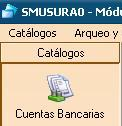 SMUSURA0 - Módu
Catálogos Arqueo y
Catálogos
Cuentas Bancarias